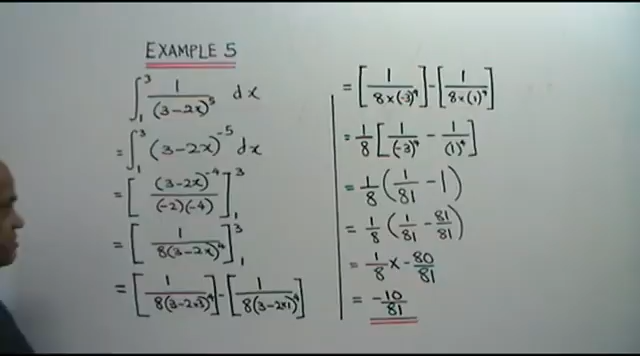 EXAMPLE 5
∫₁³ 1/(3-2x)⁵ dx
= ∫₁³ (3-2x)⁻⁵ dx
= [(3-2x)⁻⁴/(-2)(-4)]₁³
= [1/8(3-2x)⁴]₁³
= [1/8(3-2×3)⁴] - [1/8(3-2×1)⁴]
= [1/8×(-3)⁴] - [1/8×(1)⁴]
= 1/8 [1/(-3)⁴ - 1/(1)⁴]
= 1/8 (1/81 - 1)
= 1/8 (1/81 - 81/81)
= 1/8 × -80/81
= -10/81